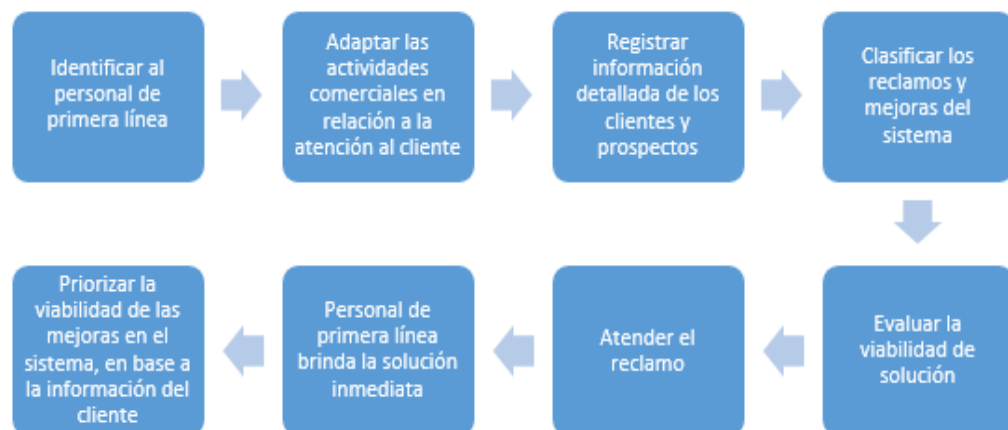 Identificar al
personal de
primera línea
Adaptar las
actividades
comerciales en
relación a la
atención al cliente
Registrar
información
detallada de los
clientes y
prospectos
Clasificar los
reclamos y
mejoras del
sistema
Evaluar la
viabilidad de
solución
Atender el
reclamo
Personal de
primera línea
brinda la solución
inmediata
Priorizar la
viabilidad de las
mejoras en el
sistema, en base a
la información del
cliente